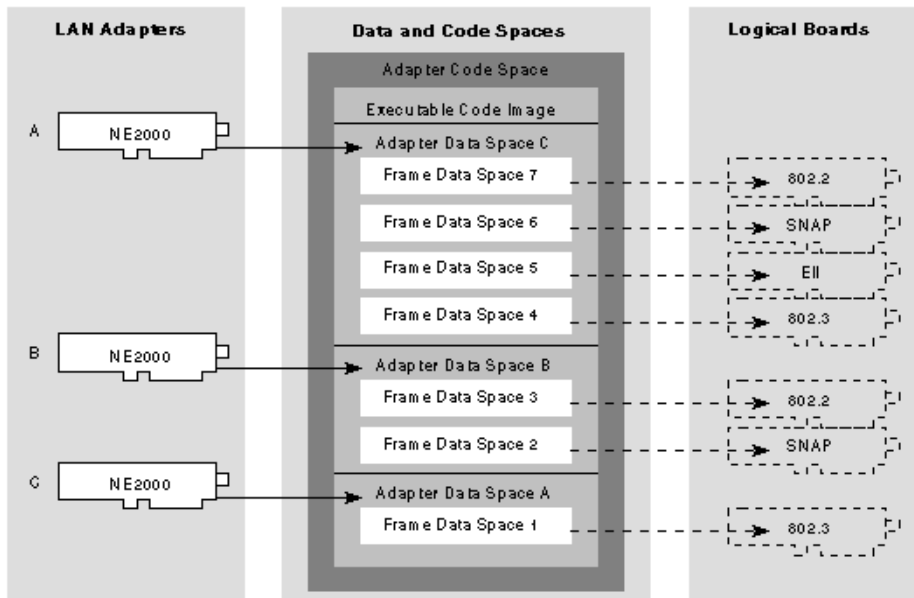 LAN Adapters
Data and Code Spaces
Logical Boards
Adapter Code Space
Executable Code Image
A
NE2000
Adapter Data Space C
Frame Data Space 7
802.2
Frame Data Space 6
SNAP
Frame Data Space 5
EII
Frame Data Space 4
802.3
B
NE2000
Adapter Data Space B
Frame Data Space 3
802.2
Frame Data Space 2
SNAP
C
NE2000
Adapter Data Space A
Frame Data Space 1
802.3